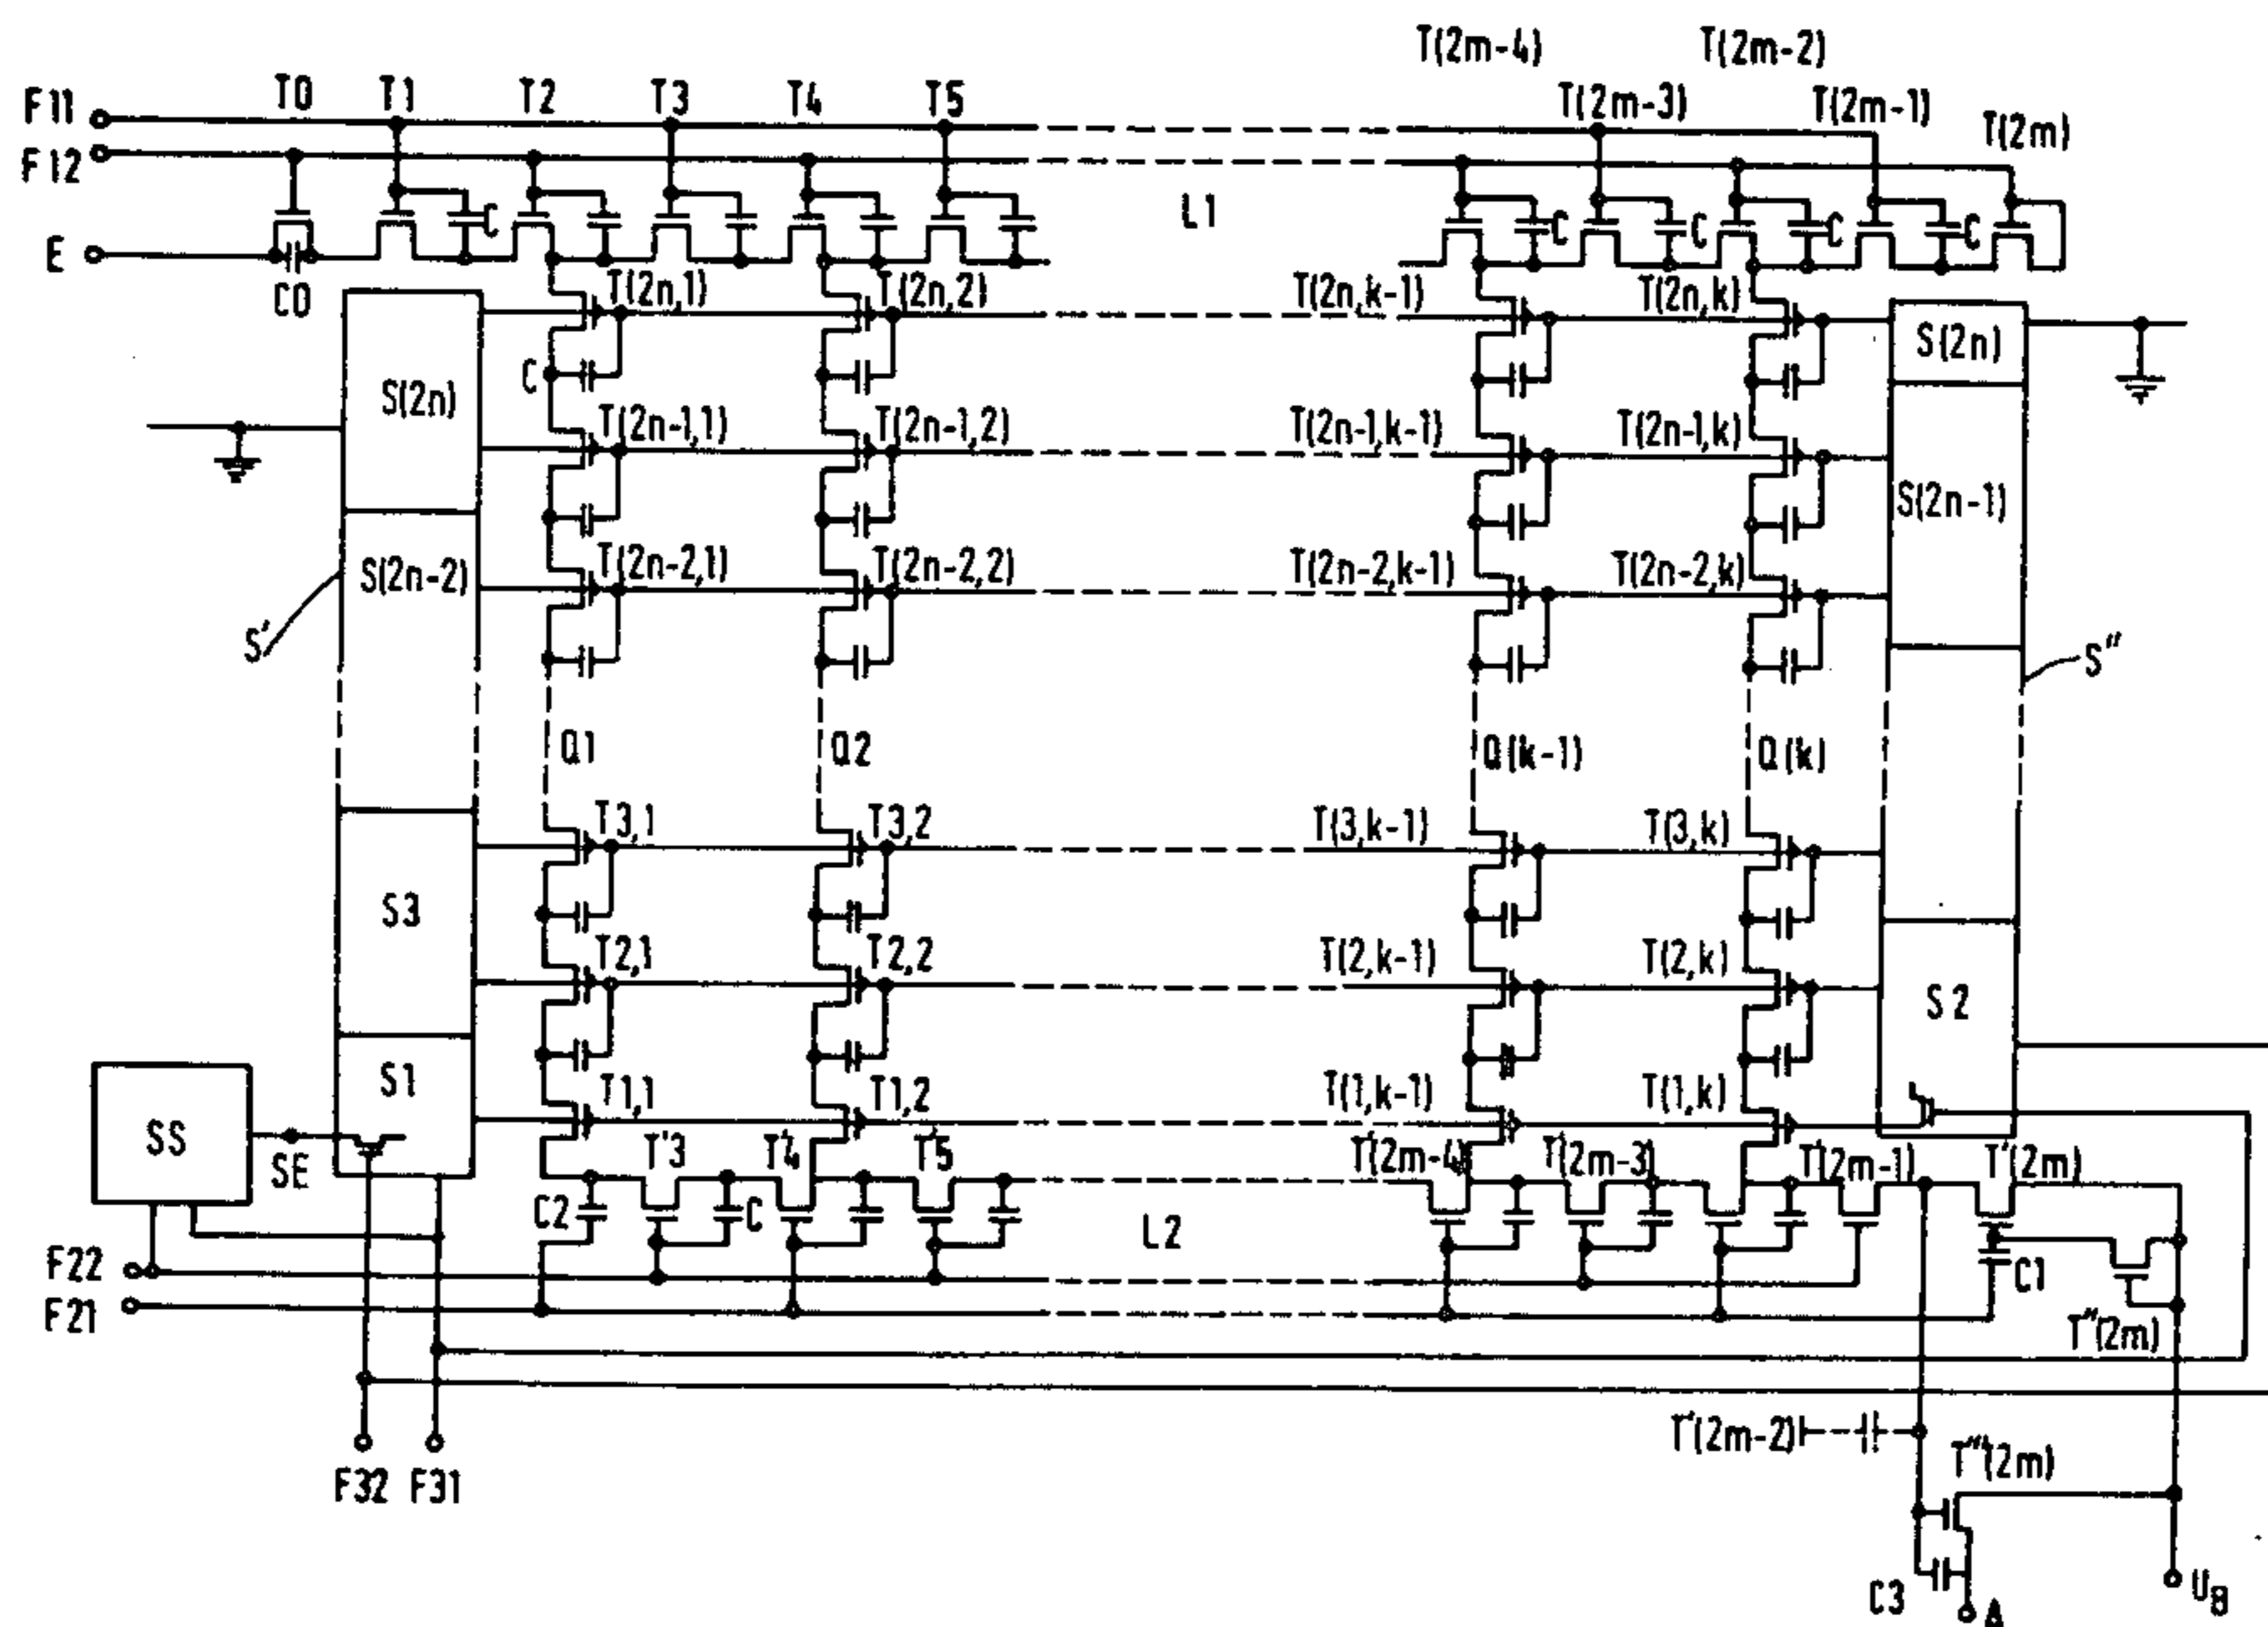 T(2m-4) T(2m-2)
F11 T0 T1 T2 T3 T4 T5 T(2m-3) T(2m-1) T(2m)
F12
L1
E C C C C C
C0 T(2n,1) T(2n,2) T(2n,k-1) T(2n,k) S(2n)
S(2n) C
T(2n-1,1) T(2n-1,2) T(2n-1,k-1) T(2n-1,k)
S(2n-1)
S(2n-2) T(2n-2,1) T(2n-2,2) T(2n-2,k-1) T(2n-2,k)
S' S"
Q1 Q2 Q(k-1) Q(k)
T3,1 T3,2 T(3,k-1) T(3,k)
S3
T2,1 T2,2 T(2,k-1) T(2,k)
S2
S1 T1,1 T1,2 T(1,k-1) T(1,k)
SS
SE T'3 T'4 T'5 T'(2m-4) T'(2m-3) T'(2m-1) T'(2m)
C2 C L2
F22 C1
F21
T"(2m)
T'(2m-2)
F32 F31 T"'(2m)
C3 A UB